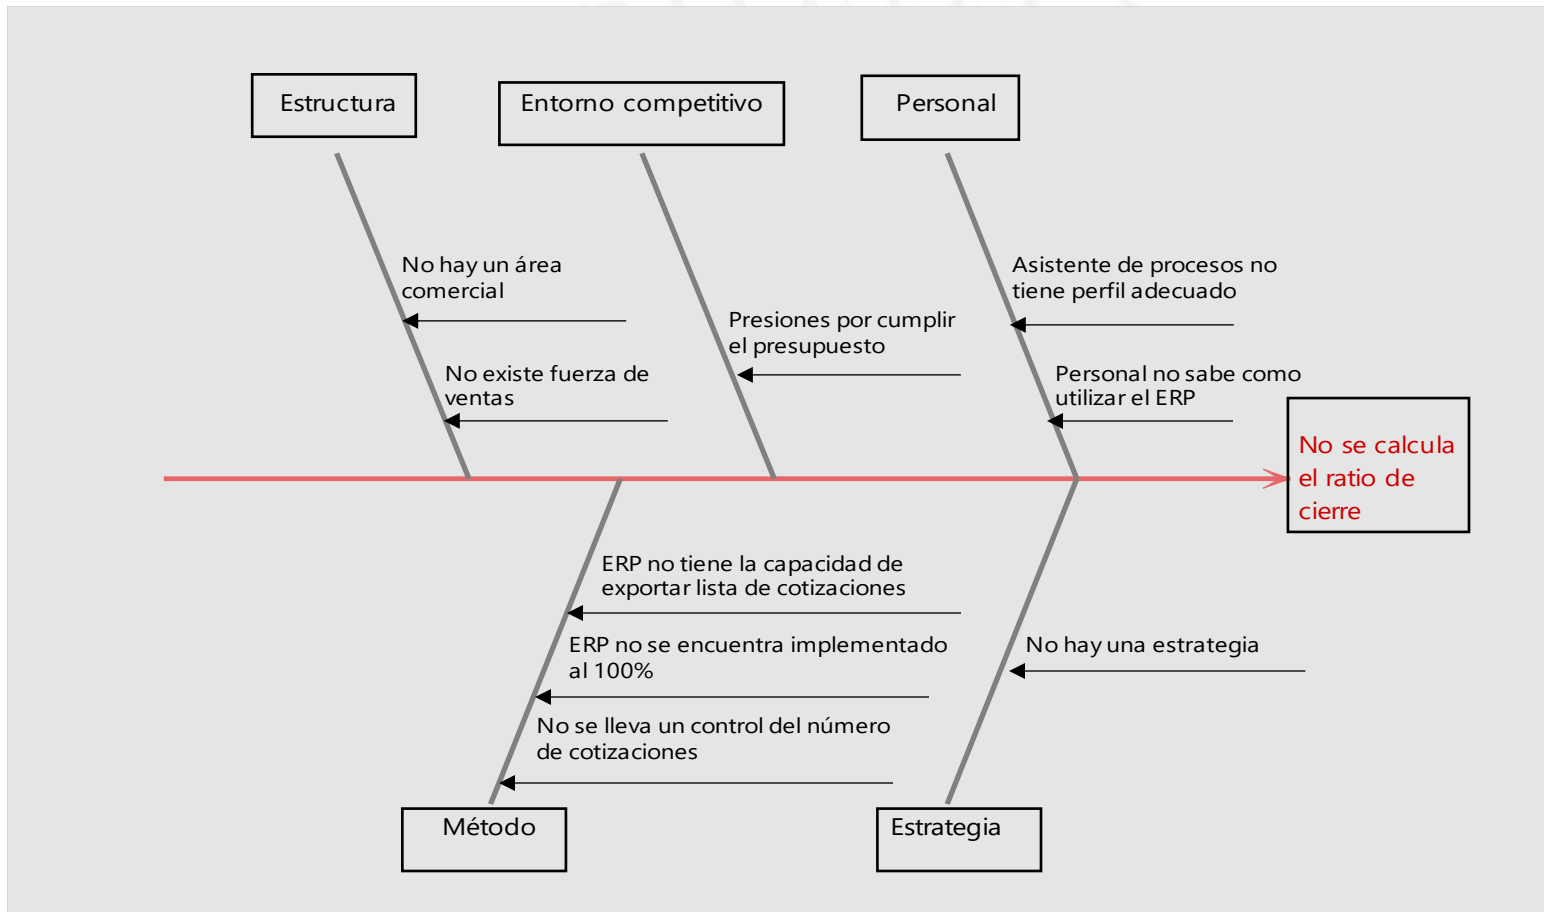 Estructura
Entorno competitivo
Personal
No hay un área
comercial
No existe fuerza de
ventas
Presiones por cumplir
el presupuesto
Asistente de procesos no
tiene perfil adecuado
Personal no sabe como
utilizar el ERP
No se calcula
el ratio de
cierre
ERP no tiene la capacidad de
exportar lista de cotizaciones
ERP no se encuentra implementado
al 100%
No se lleva un control del número
de cotizaciones
No hay una estrategia
Método
Estrategia